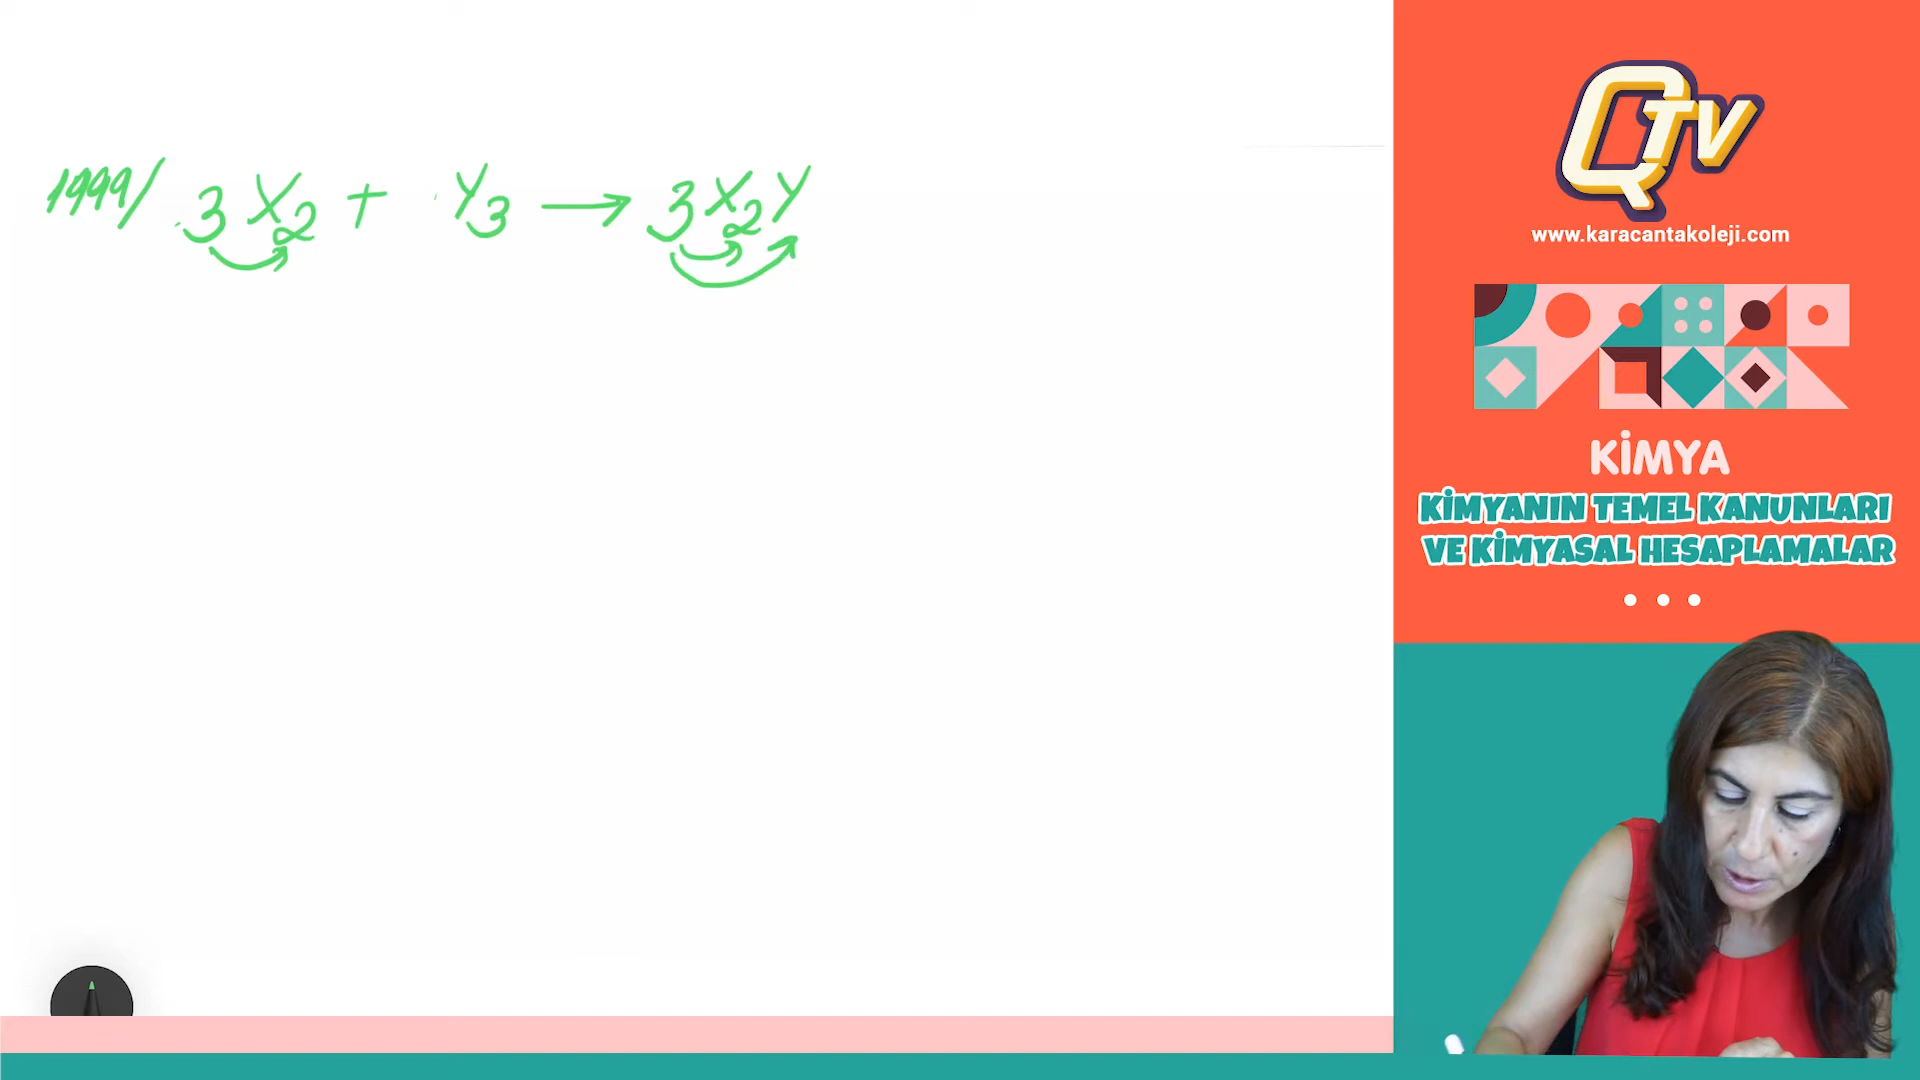 1999/ 3X₂ + Y₃ → 3X₂Y
QTV
www.karacantakoleji.com
KİMYA
KİMYANIN TEMEL KANUNLARI
VE KİMYASAL HESAPLAMALAR